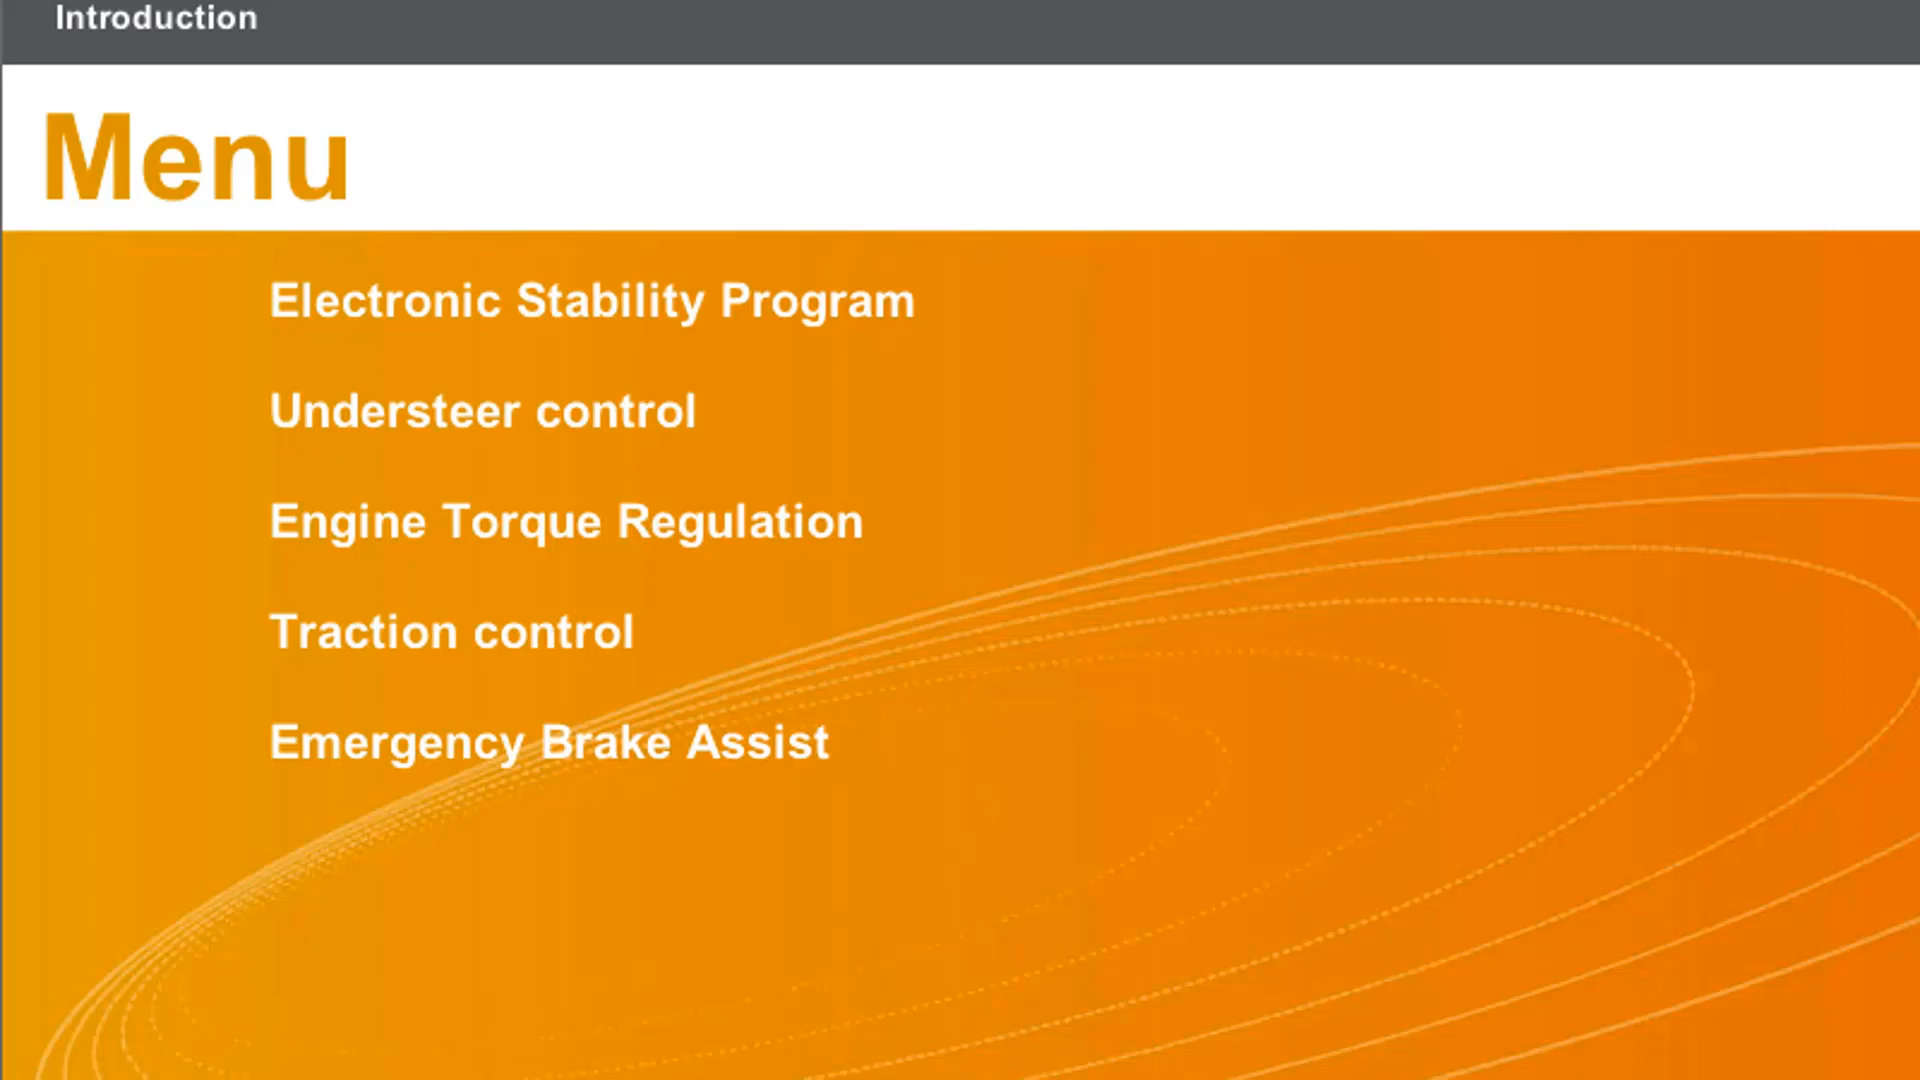 Introduction
Menu
Electronic Stability Program
Understeer control
Engine Torque Regulation
Traction control
Emergency Brake Assist